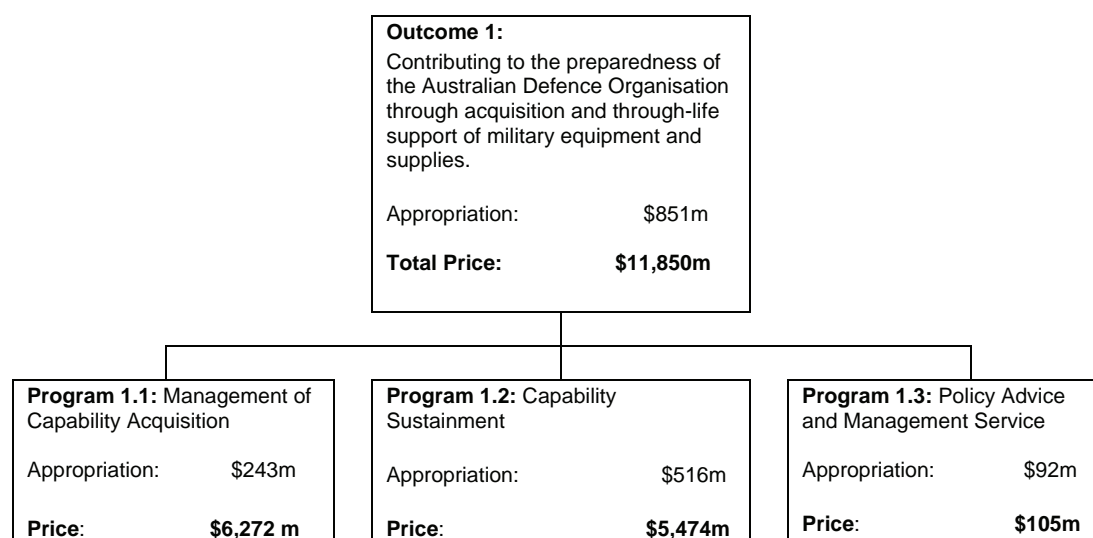 Outcome 1:
Contributing to the preparedness of
the Australian Defence Organisation
through acquisition and through-life
support of military equipment and
supplies.
Appropriation: $851m
Total Price: $11,850m
Program 1.1: Management of
Capability Acquisition
Appropriation: $243m
Price: $6,272 m
Program 1.2: Capability
Sustainment
Appropriation: $516m
Price: $5,474m
Program 1.3: Policy Advice
and Management Service
Appropriation: $92m
Price: $105m